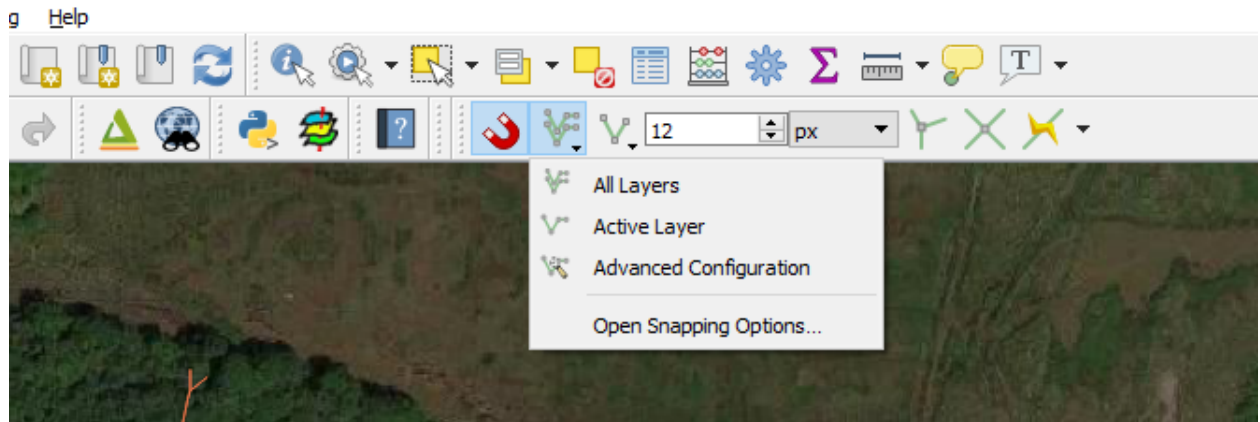 g Help
T
?
12 px
All Layers
Active Layer
Advanced Configuration
Open Snapping Options...